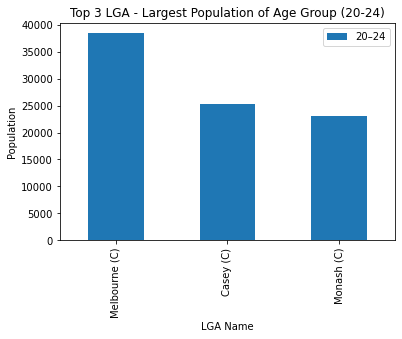 Top 3 LGA - Largest Population of Age Group (20-24)
20–24
40000
35000
30000
25000
20000
15000
10000
5000
0
Population
Melbourne (C)
Casey (C)
Monash (C)
LGA Name